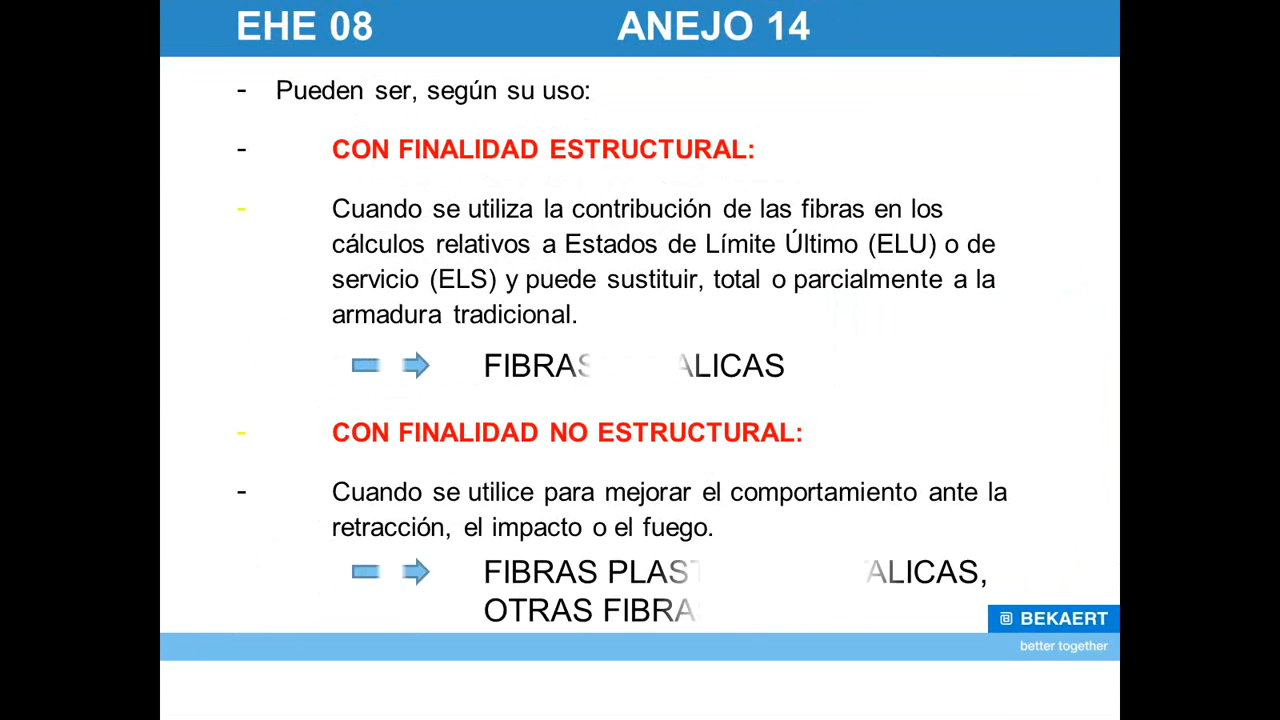 EHE 08 ANEJO 14
- Pueden ser, según su uso:
- CON FINALIDAD ESTRUCTURAL:
- Cuando se utiliza la contribución de las fibras en los
cálculos relativos a Estados de Límite Último (ELU) o de
servicio (ELS) y puede sustituir, total o parcialmente a la
armadura tradicional.
FIBRAS
- CON FINALIDAD NO ESTRUCTURAL:
- Cuando se utilice para mejorar el comportamiento ante la
retracción, el impacto o el fuego.
FIBRAS
OTRAS
BEKAERT
better together